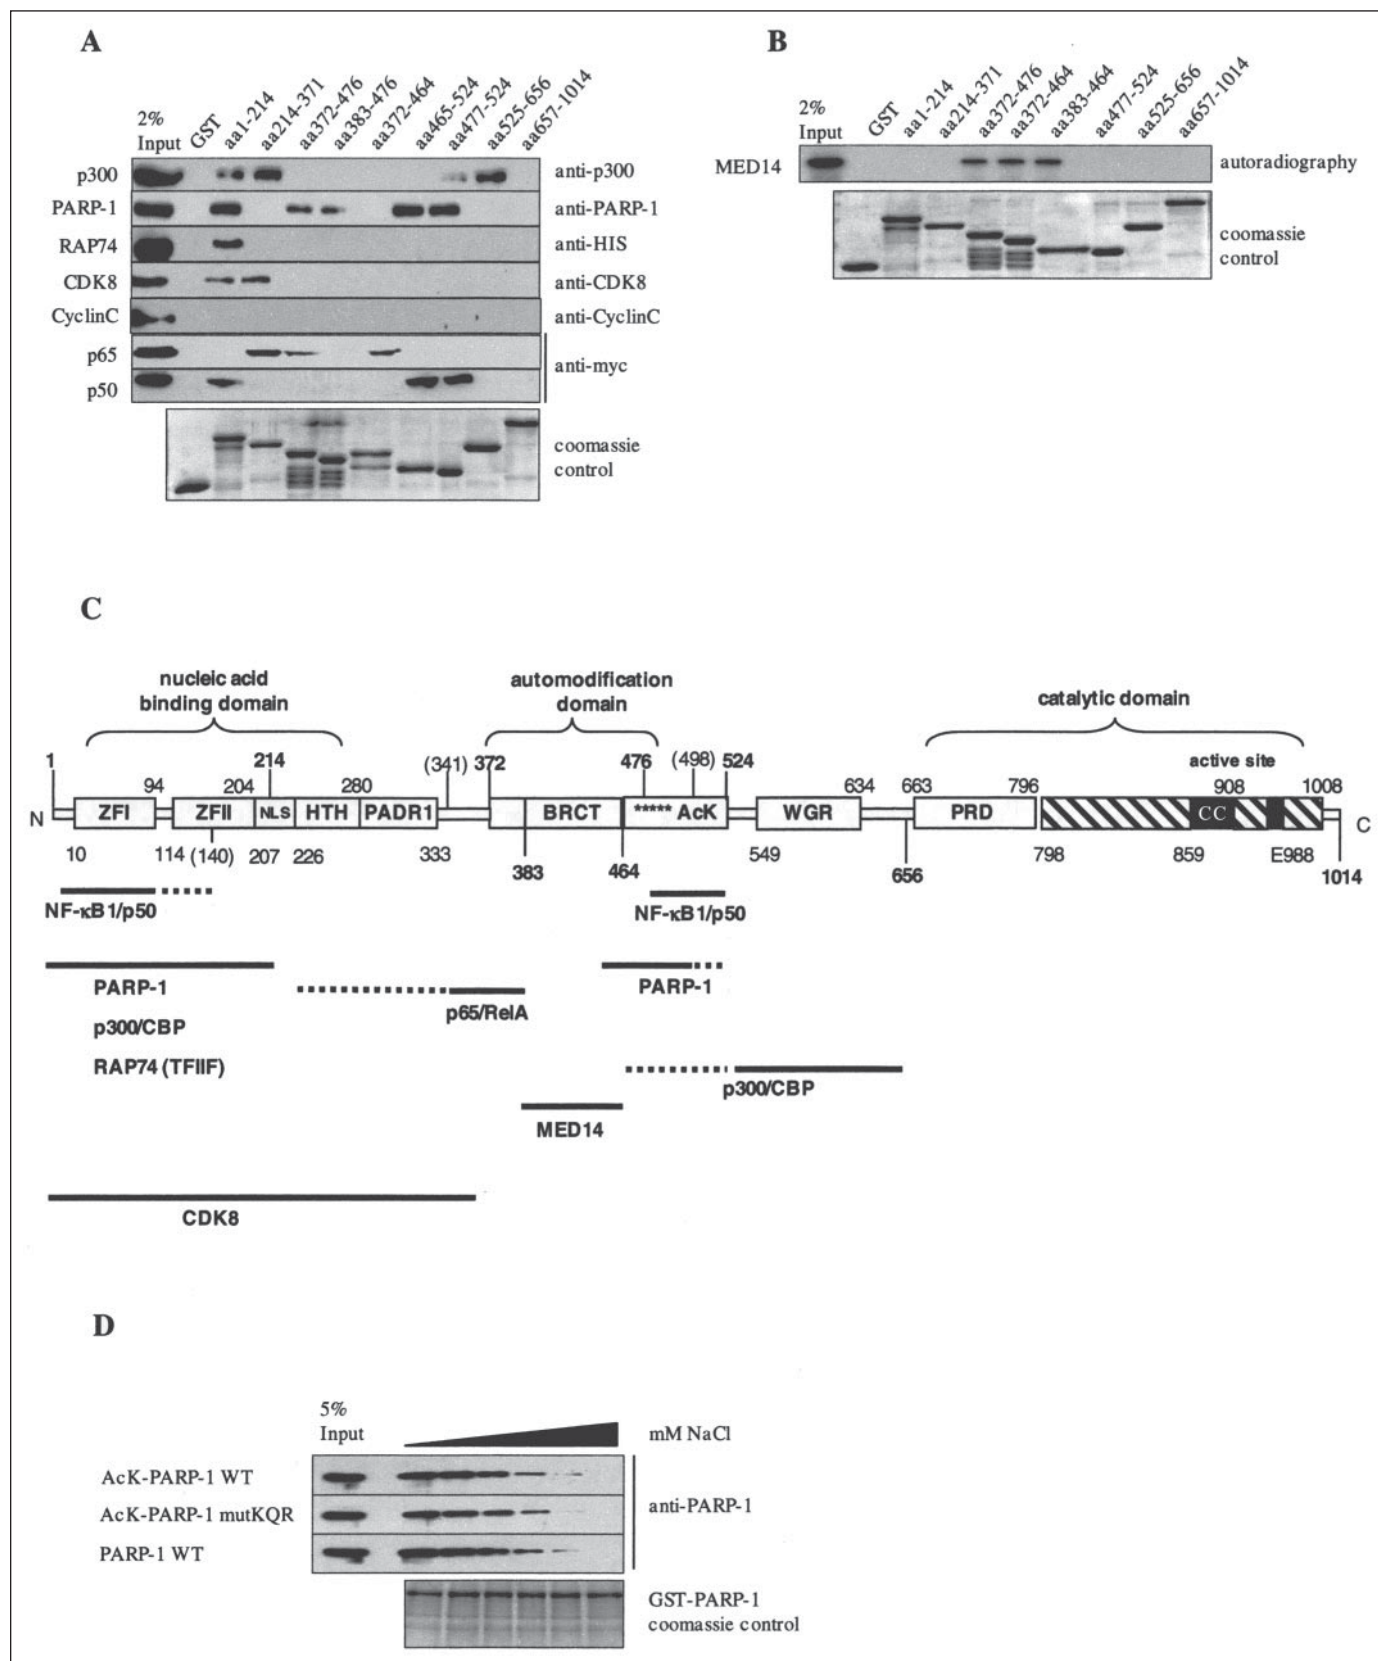 A
2%
Input
GST
aa1-214
aa214-371
aa372-476
aa383-476
aa372-464
aa465-524
aa477-524
aa525-656
aa657-1014
p300
anti-p300
PARP-1
anti-PARP-1
RAP74
anti-HIS
CDK8
anti-CDK8
CyclinC
anti-CyclinC
p65
anti-myc
p50
coomassie
control
B
2%
Input
GST
aa1-214
aa214-371
aa372-476
aa372-464
aa383-464
aa477-524
aa525-656
aa657-1014
MED14
autoradiography
coomassie
control
C
nucleic acid
binding domain
automodification
domain
catalytic domain
1 94 204 214 280 (341) 372 476 (498) 524 634 663 796 active site 908 1008
N ZFI ZFII NLS HTH PADR1 BRCT ***** AcK WGR PRD CC C
10 114 (140) 207 226 333 383 464 549 656 798 859 E988 1014
NF-κB1/p50 NF-κB1/p50
PARP-1 PARP-1
p65/RelA
p300/CBP
RAP74 (TFIIF)
p300/CBP
MED14
CDK8
D
5%
Input
mM NaCl
AcK-PARP-1 WT
AcK-PARP-1 mutKQR
anti-PARP-1
PARP-1 WT
GST-PARP-1
coomassie control